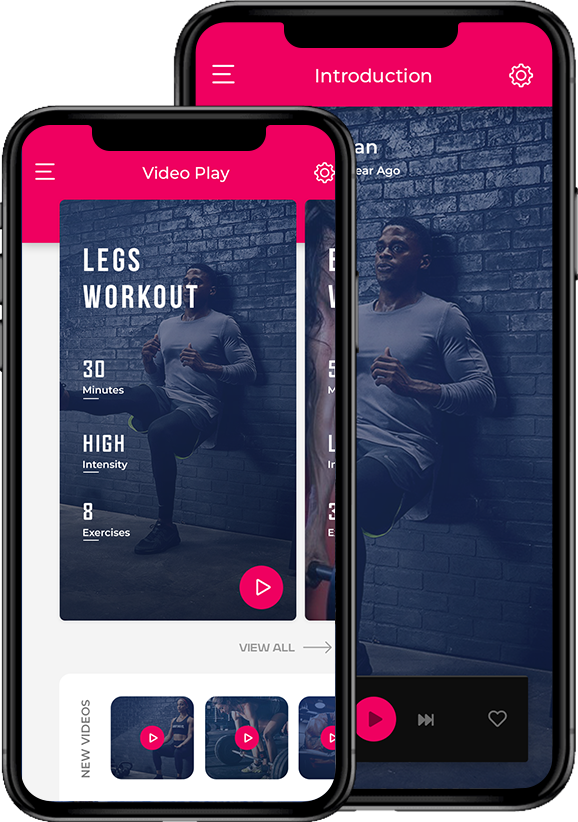 Introduction
an
ear Ago
Video Play
LEGS
WORKOUT
30
Minutes
HIGH
Intensity
8
Exercises
VIEW ALL
NEW VIDEOS